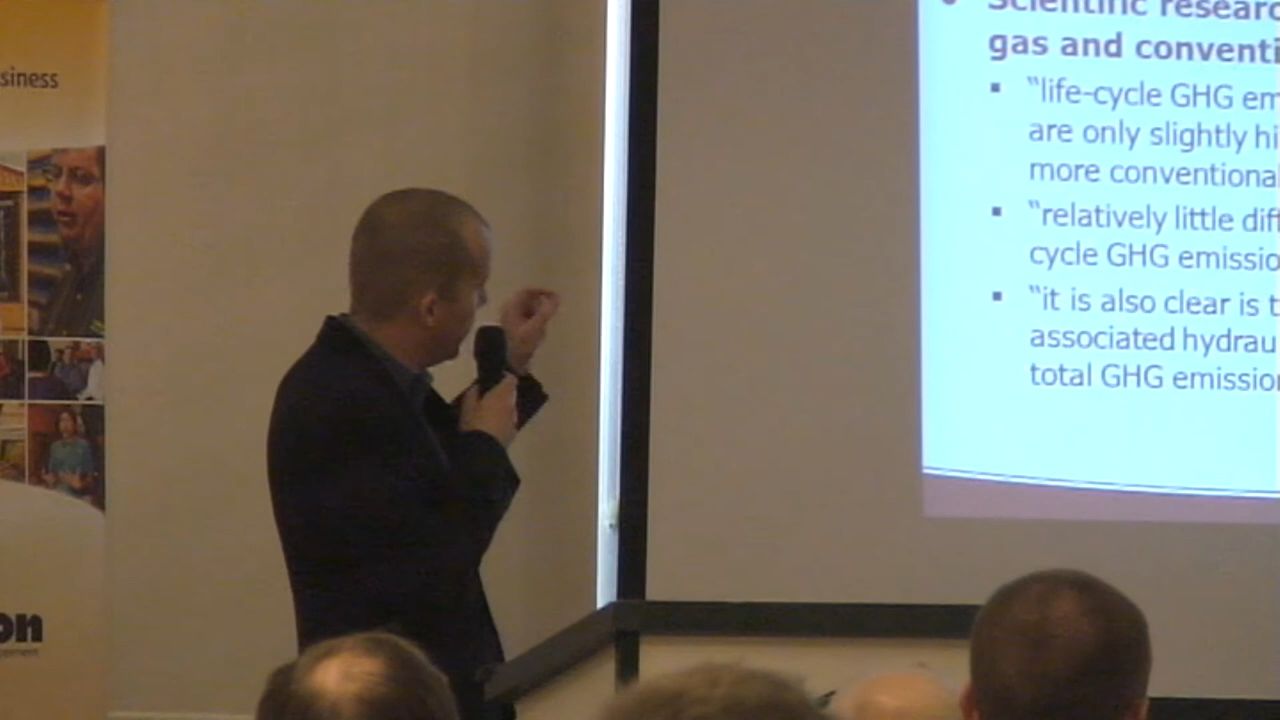 siness
Scientific researc
gas and conventi
"life-cycle GHG em
are only slightly hi
more conventional
"relatively little diff
cycle GHG emissio
"it is also clear is t
associated hydrau
total GHG emission
on